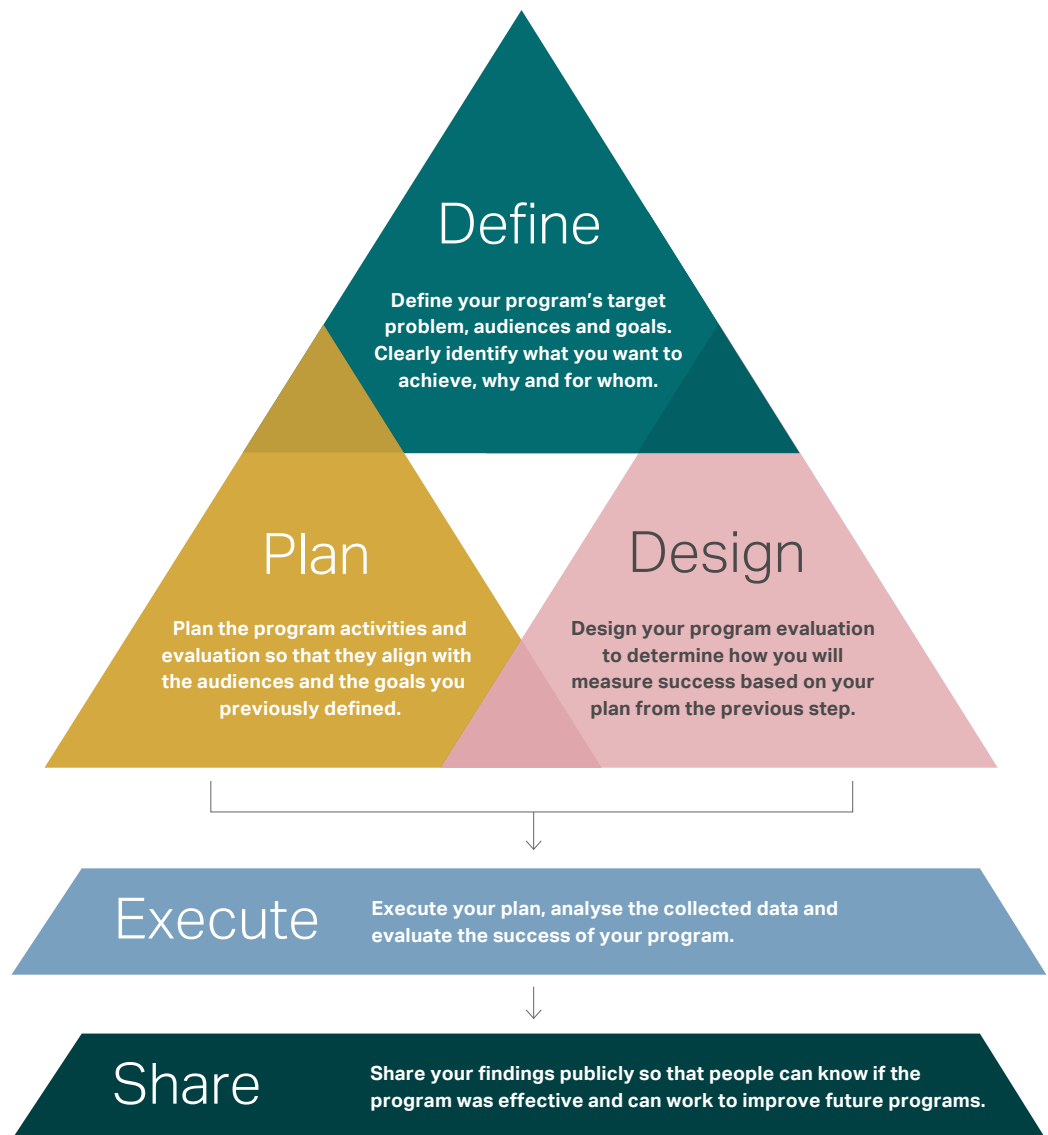 Define
Define your program’s target
problem, audiences and goals.
Clearly identify what you want to
achieve, why and for whom.
Plan
Plan the program activities and
evaluation so that they align with
the audiences and the goals you
previously defined.
Design
Design your program evaluation
to determine how you will
measure success based on your
plan from the previous step.
Execute
Execute your plan, analyse the collected data and
evaluate the success of your program.
Share
Share your findings publicly so that people can know if the
program was effective and can work to improve future programs.